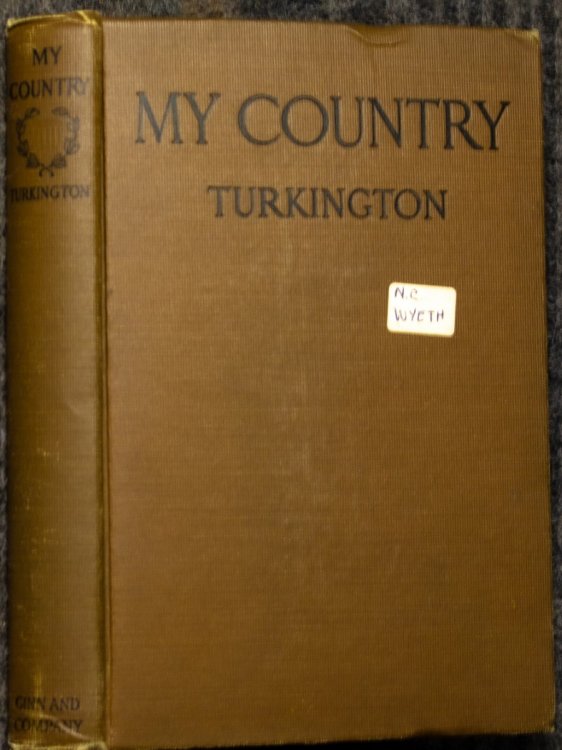 MY
COUNTRY
TURKINGTON
GINN AND
COMPANY
MY COUNTRY
TURKINGTON
N.C.
WYETH